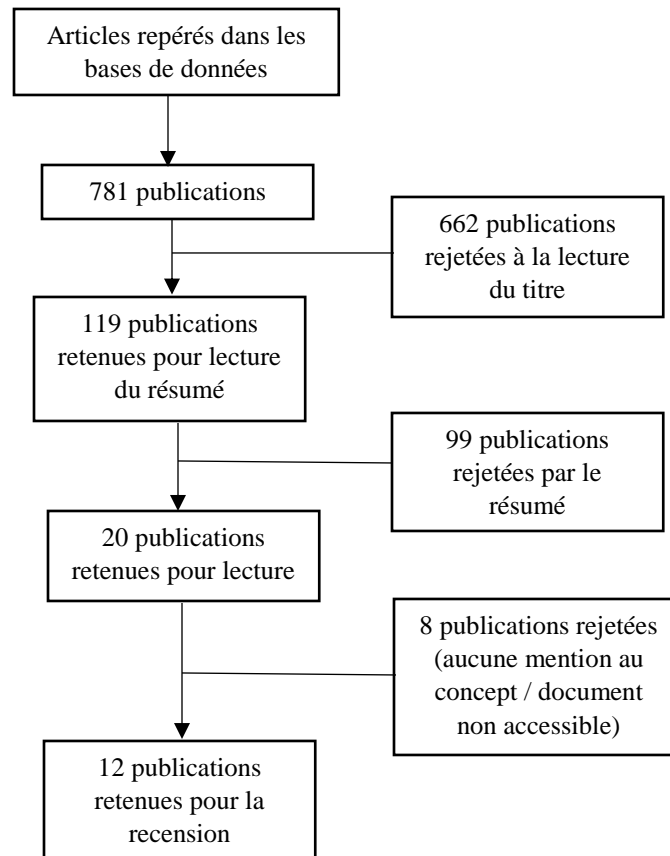 Articles repérés dans les
bases de données
781 publications
662 publications
rejetées à la lecture
du titre
119 publications
retenues pour lecture
du résumé
99 publications
rejetées par le
résumé
20 publications
retenues pour lecture
8 publications rejetées
(aucune mention au
concept / document
non accessible)
12 publications
retenues pour la
recension